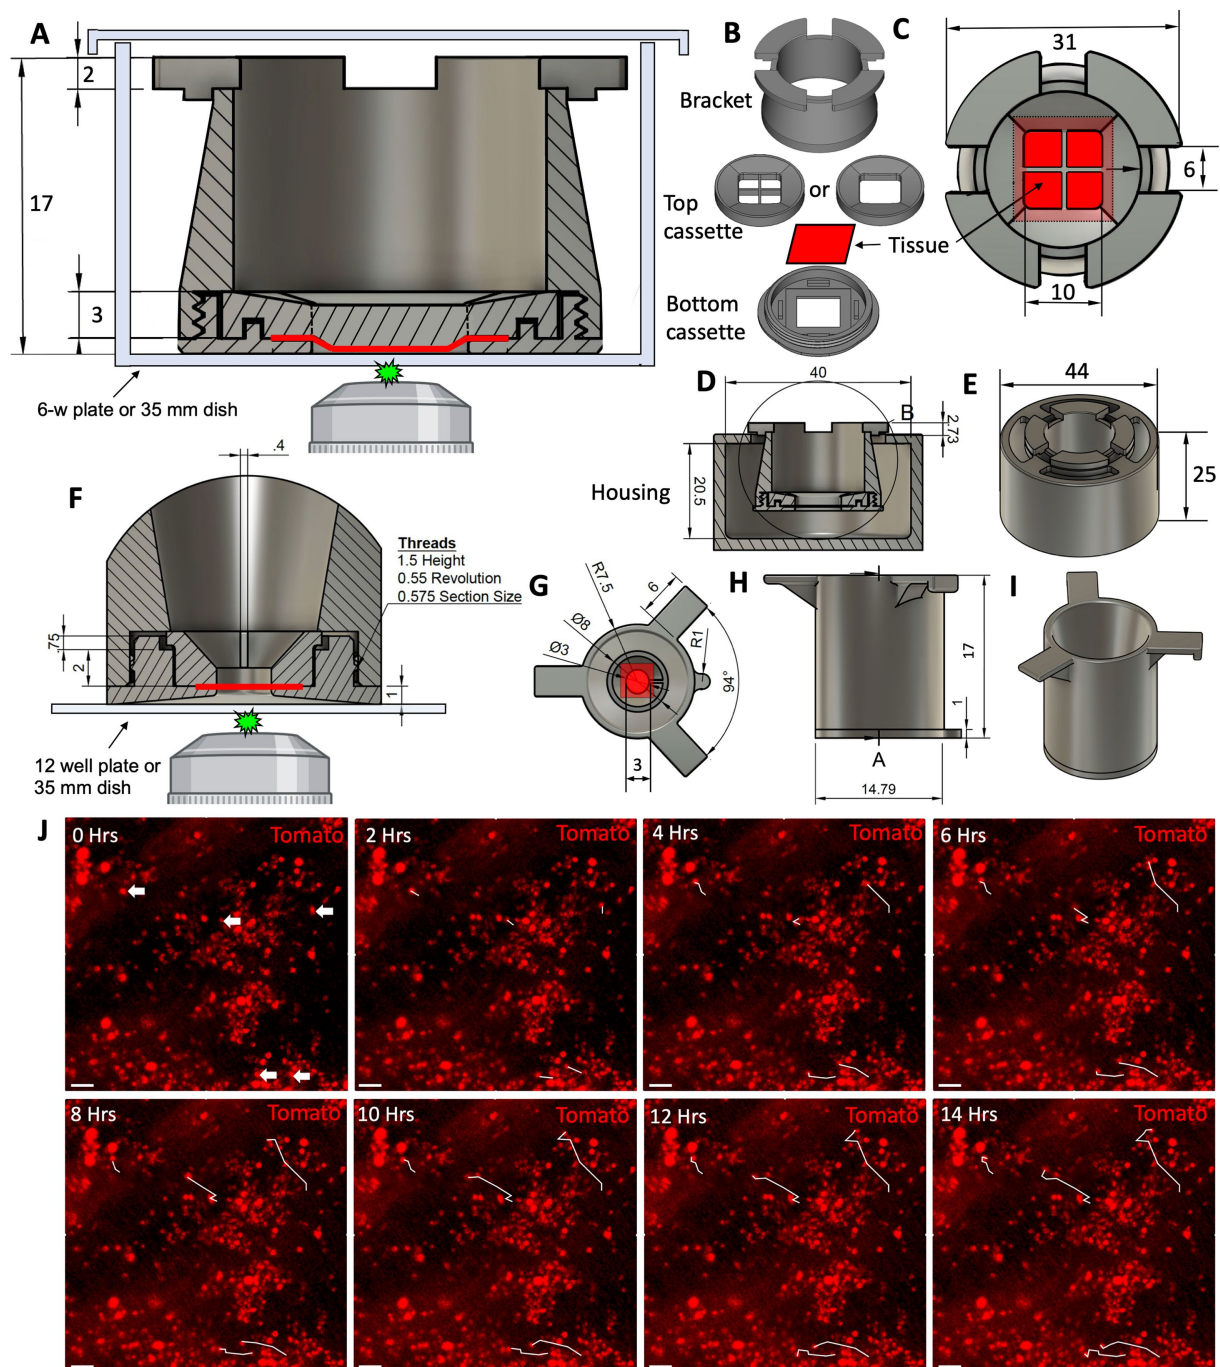 A
2
17
3
6-w plate or 35 mm dish
B
Bracket
Top
cassette
or
Tissue
Bottom
cassette
C
31
6
10
D
40
B
2.73
20.5
Housing
E
44
25
F
.4
Threads
1.5 Height
0.55 Revolution
0.575 Section Size
.75
2
1
12 well plate or
35 mm dish
G
R7.5
6
Ø8
Ø3
R1
94°
3
H
17
1
A
14.79
I
J
0 Hrs Tomato
2 Hrs Tomato
4 Hrs Tomato
6 Hrs Tomato
8 Hrs Tomato
10 Hrs Tomato
12 Hrs Tomato
14 Hrs Tomato